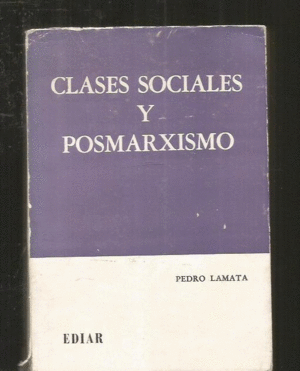 CLASES SOCIALES
Y
POSMARXISMO
PEDRO LAMATA
EDIAR